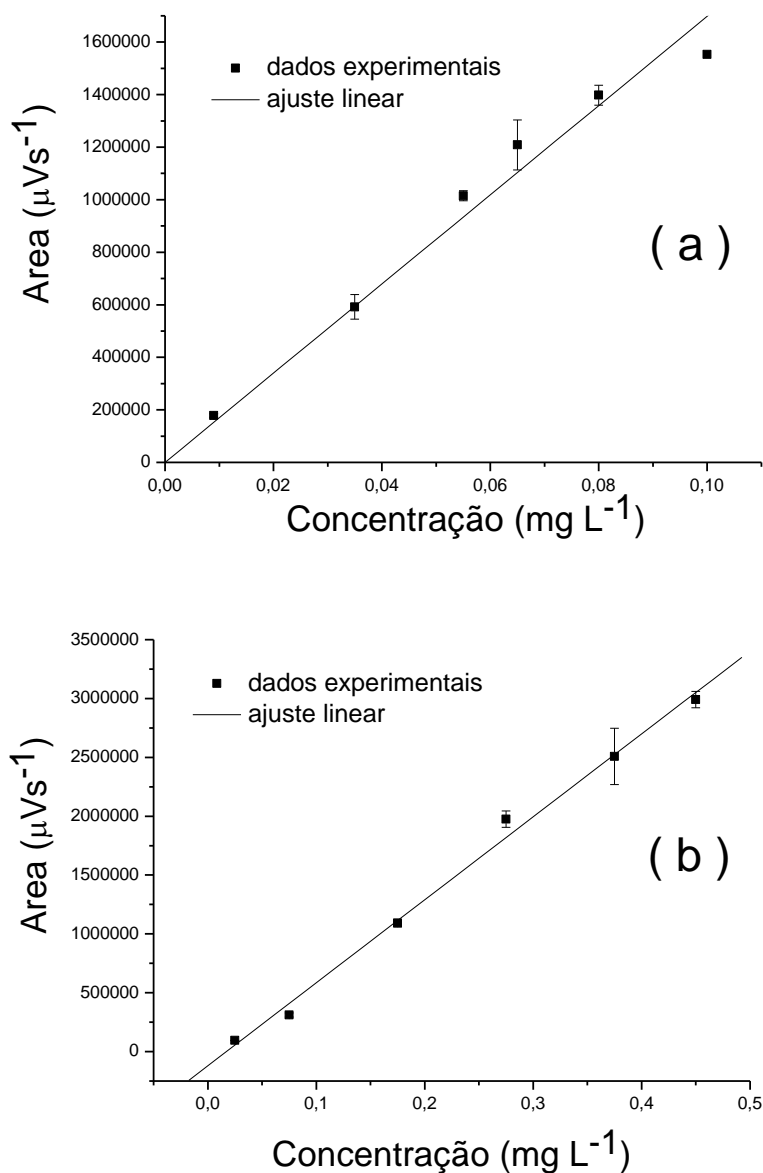 1600000
1400000
1200000
1000000
800000
600000
400000
200000
0
Area (μVs⁻¹)
dados experimentais
ajuste linear
( a )
0,00 0,02 0,04 0,06 0,08 0,10
Concentração (mg L⁻¹)
3500000
3000000
2500000
2000000
1500000
1000000
500000
0
Area (μVs⁻¹)
dados experimentais
ajuste linear
( b )
0,0 0,1 0,2 0,3 0,4 0,5
Concentração (mg L⁻¹)